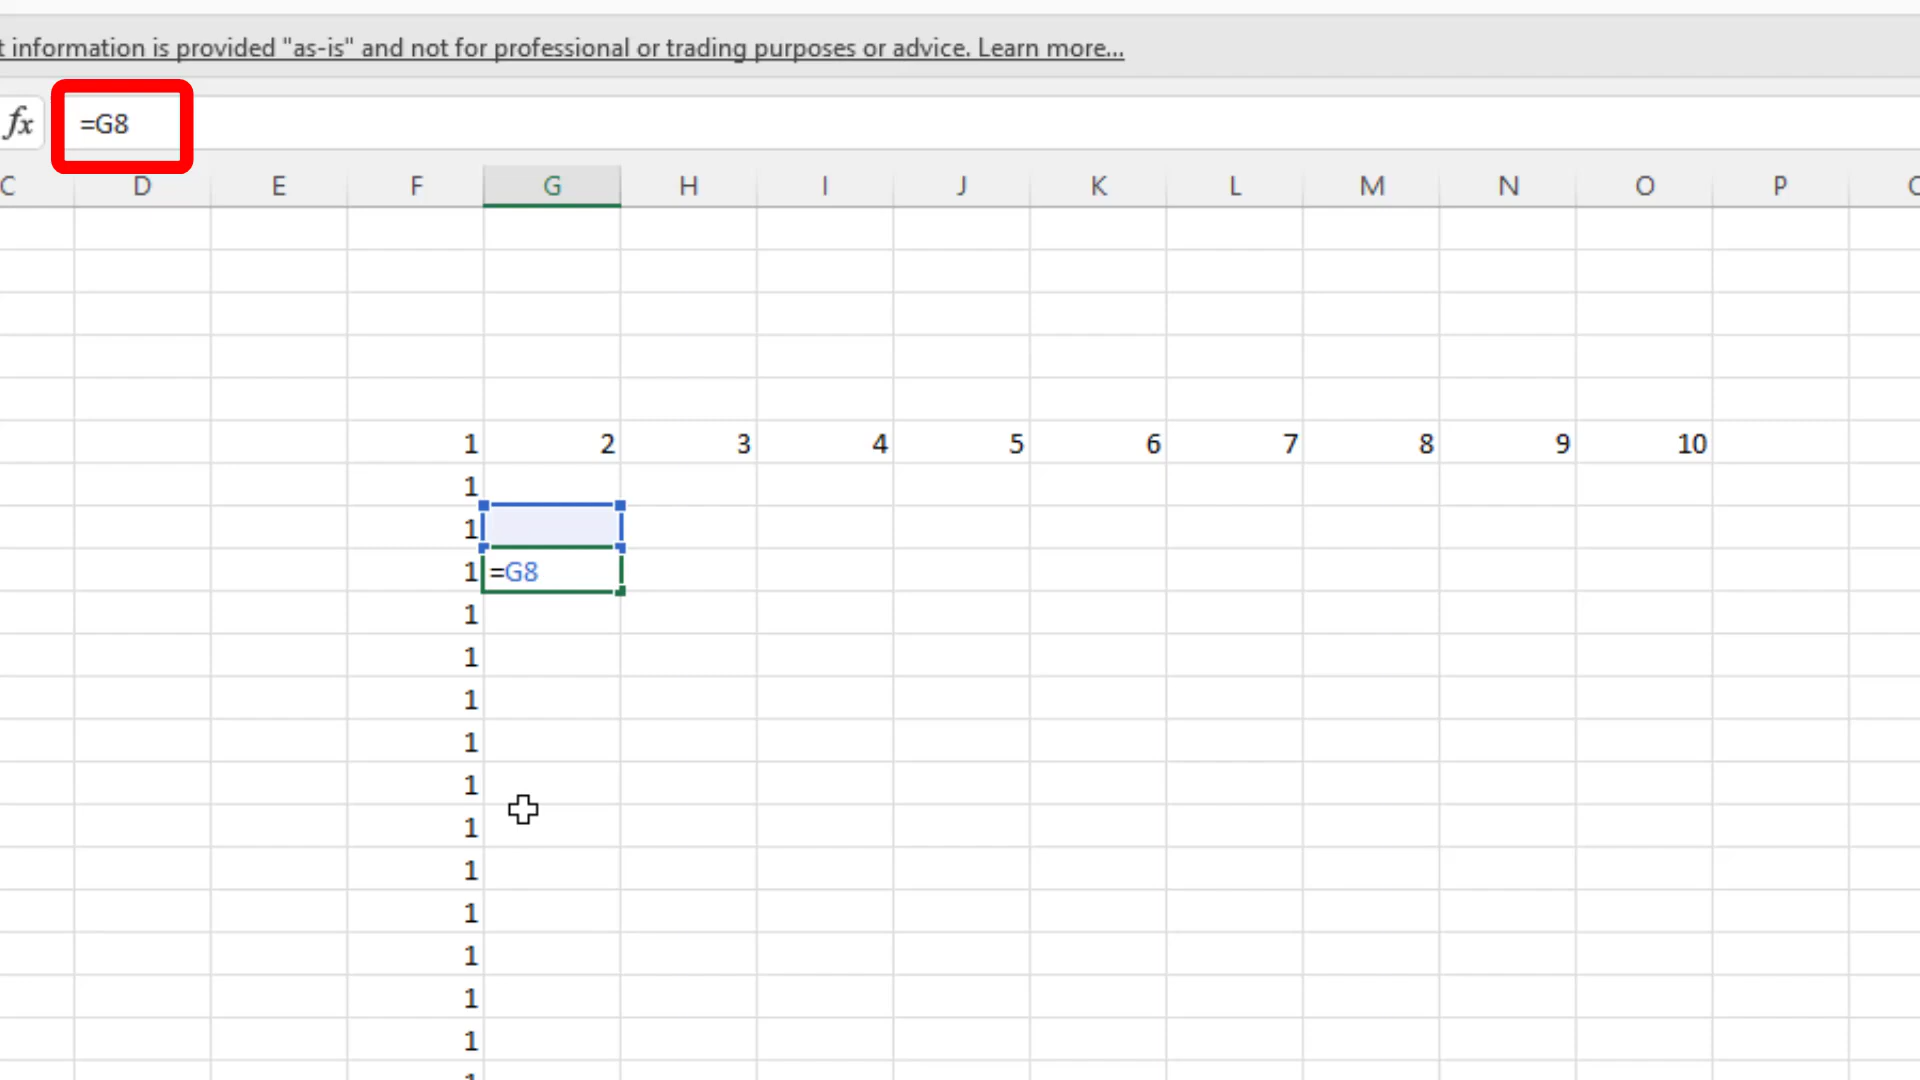 t information is provided "as-is" and not for professional or trading purposes or advice. Learn more...
fx =G8
C D E F G H I J K L M N O P
1 2 3 4 5 6 7 8 9 10
1
1
1 =G8
1
1
1
1
1
1
1
1
1
1
1